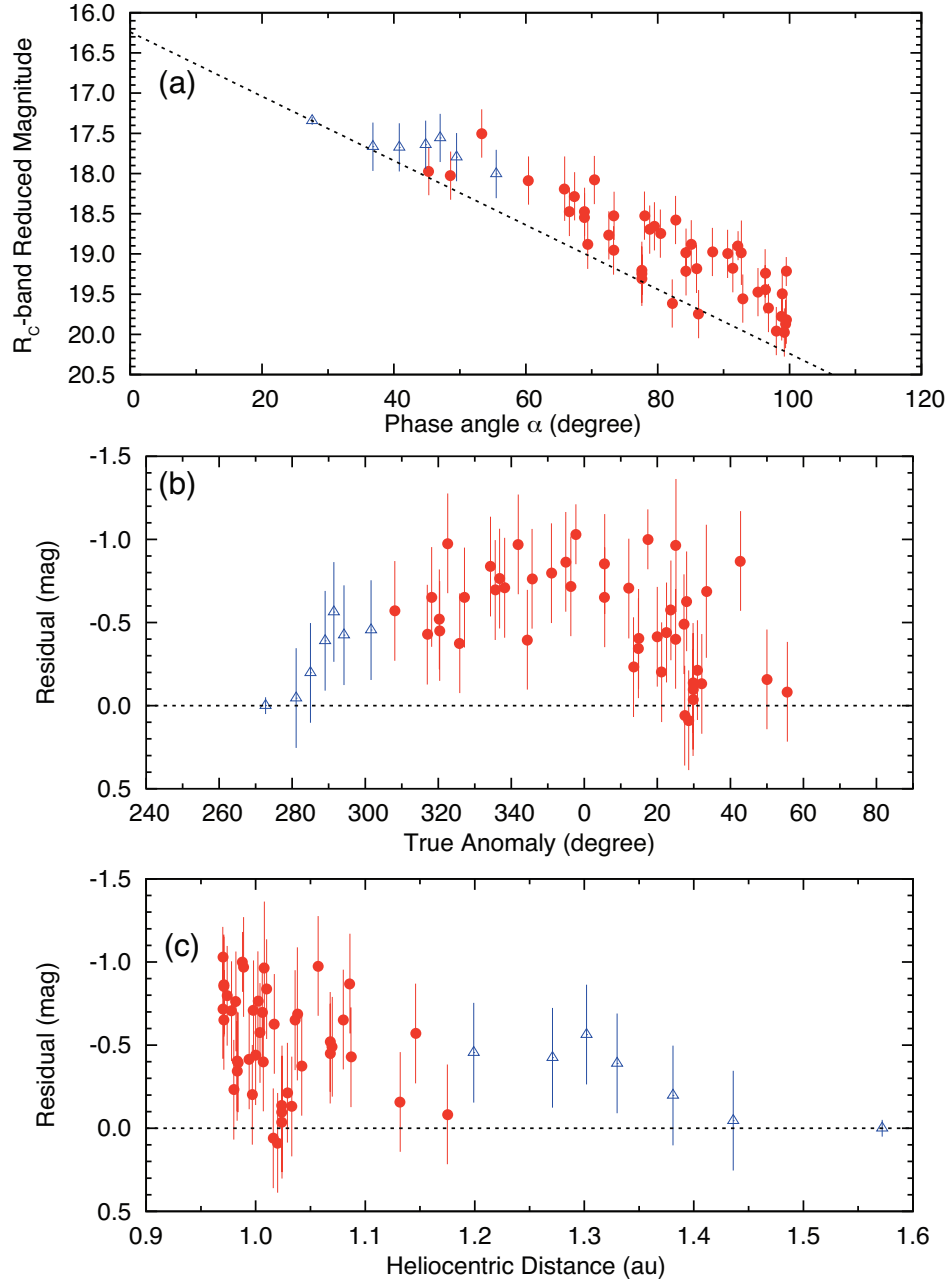 16.0
16.5
17.0
17.5
18.0
18.5
19.0
19.5
20.0
20.5
R_C-band Reduced Magnitude
(a)
0 20 40 60 80 100 120
Phase angle α (degree)
-1.5
-1.0
-0.5
0.0
0.5
Residual (mag)
(b)
240 260 280 300 320 340 0 20 40 60 80
True Anomaly (degree)
-1.5
-1.0
-0.5
0.0
0.5
Residual (mag)
(c)
0.9 1.0 1.1 1.2 1.3 1.4 1.5 1.6
Heliocentric Distance (au)